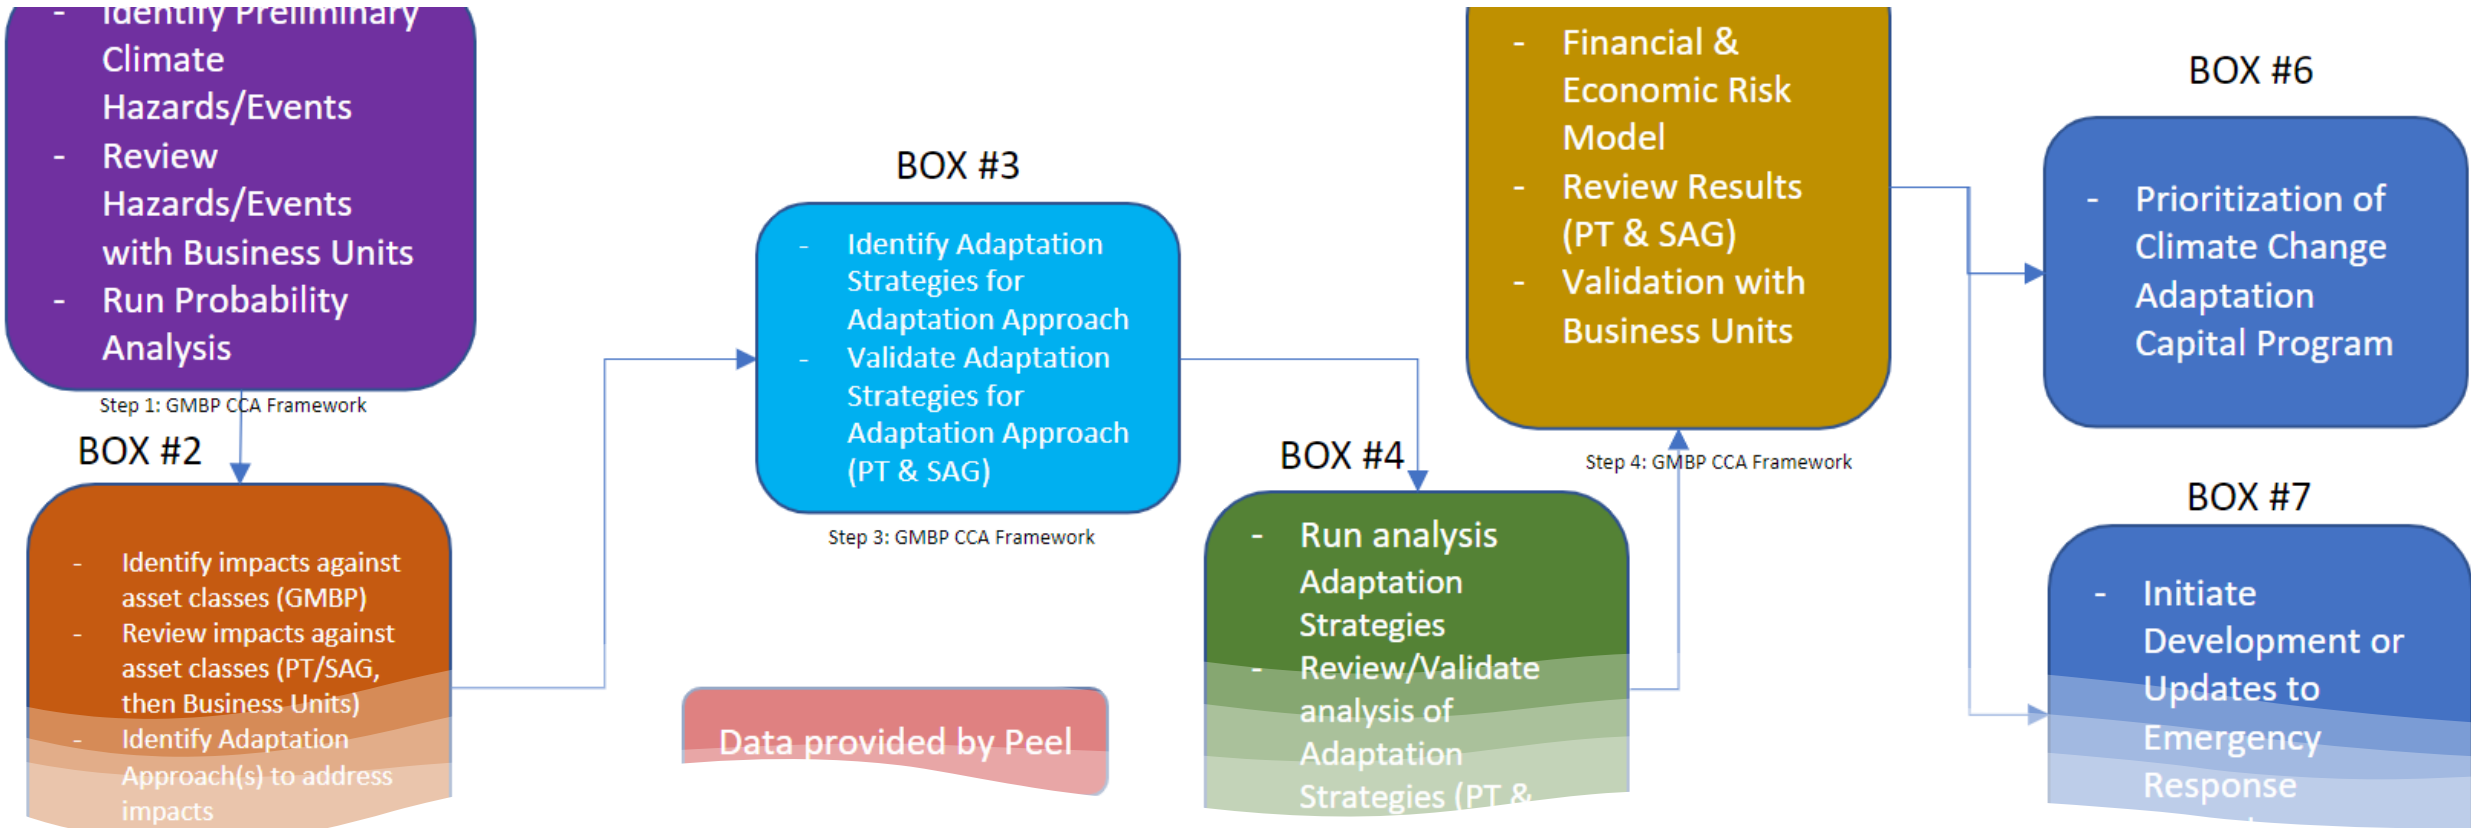 - Identify Preliminary
Climate
Hazards/Events
- Review
Hazards/Events
with Business Units
- Run Probability
Analysis
Step 1: GMBP CCA Framework
BOX #2
- Identify impacts against
asset classes (GMBP)
- Review impacts against
asset classes (PT/SAG,
then Business Units)
- Identify Adaptation
Approach(s) to address
impacts
BOX #3
- Identify Adaptation
Strategies for
Adaptation Approach
- Validate Adaptation
Strategies for
Adaptation Approach
(PT & SAG)
Step 3: GMBP CCA Framework
Data provided by Peel
BOX #4
- Run analysis
Adaptation
Strategies
- Review/Validate
analysis of
Adaptation
Strategies (PT &
- Financial &
Economic Risk
Model
- Review Results
(PT & SAG)
- Validation with
Business Units
Step 4: GMBP CCA Framework
BOX #6
- Prioritization of
Climate Change
Adaptation
Capital Program
BOX #7
- Initiate
Development or
Updates to
Emergency
Response